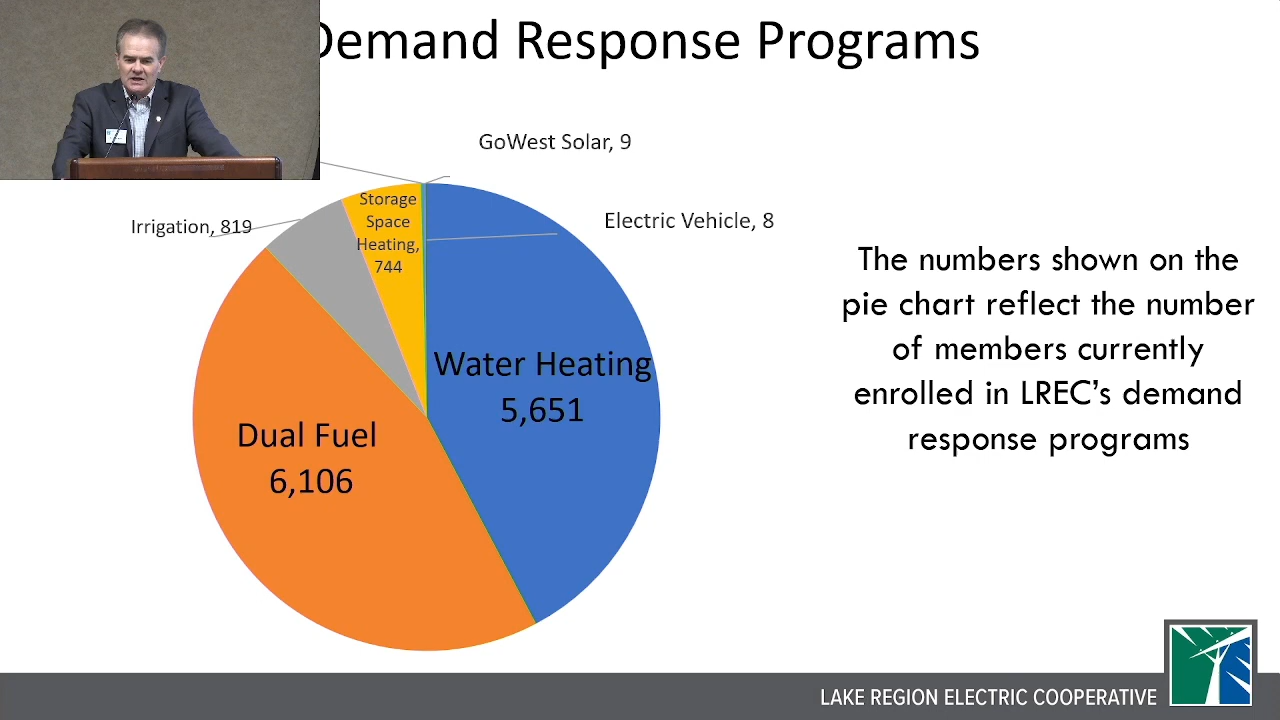 Demand Response Programs
GoWest Solar, 9
Storage
Space
Heating,
744
Irrigation, 819
Electric Vehicle, 8
Water Heating
5,651
Dual Fuel
6,106
The numbers shown on the
pie chart reflect the number
of members currently
enrolled in LREC’s demand
response programs
LAKE REGION ELECTRIC COOPERATIVE